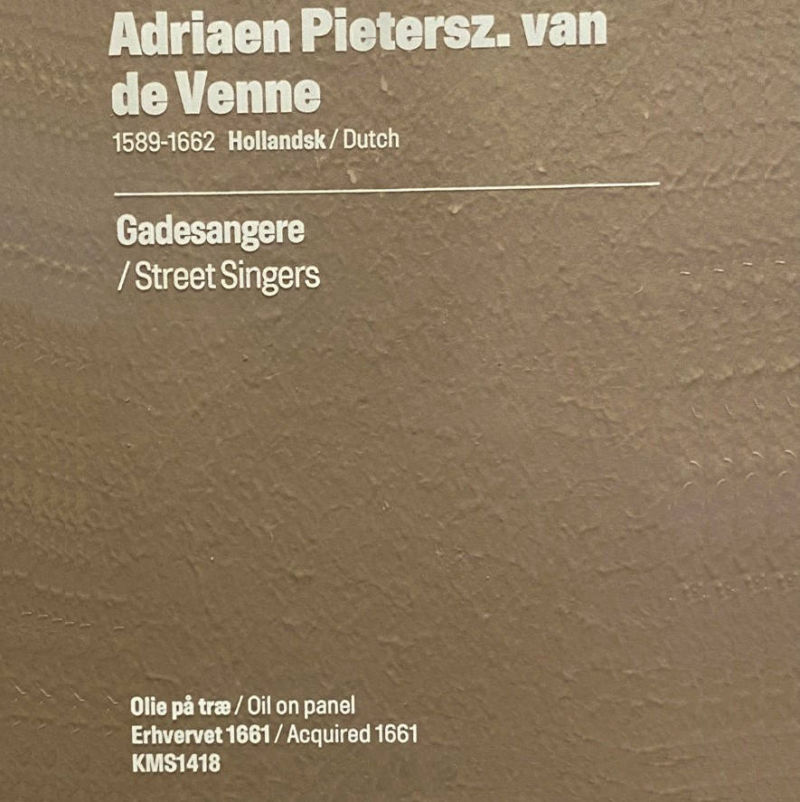 Adriaen Pietersz. van
de Venne
1589-1662 Hollandsk / Dutch
Gadesangere
/ Street Singers
Olie på træ / Oil on panel
Erhvervet 1661 / Acquired 1661
KMS1418